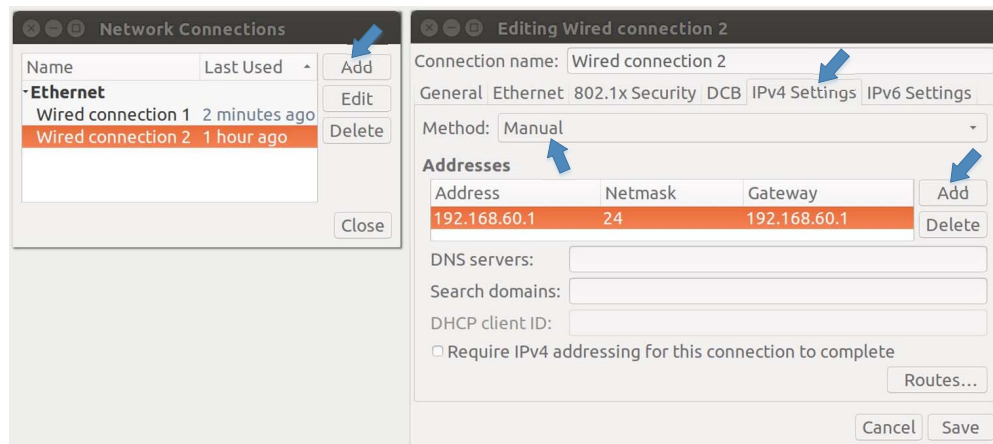 Network Connections
Name Last Used Add
Ethernet
Wired connection 1 2 minutes ago Edit
Wired connection 2 1 hour ago Delete
Close
Editing Wired connection 2
Connection name: Wired connection 2
General Ethernet 802.1x Security DCB IPv4 Settings IPv6 Settings
Method: Manual
Addresses
Address Netmask Gateway Add
192.168.60.1 24 192.168.60.1 Delete
DNS servers:
Search domains:
DHCP client ID:
Require IPv4 addressing for this connection to complete
Routes...
Cancel Save